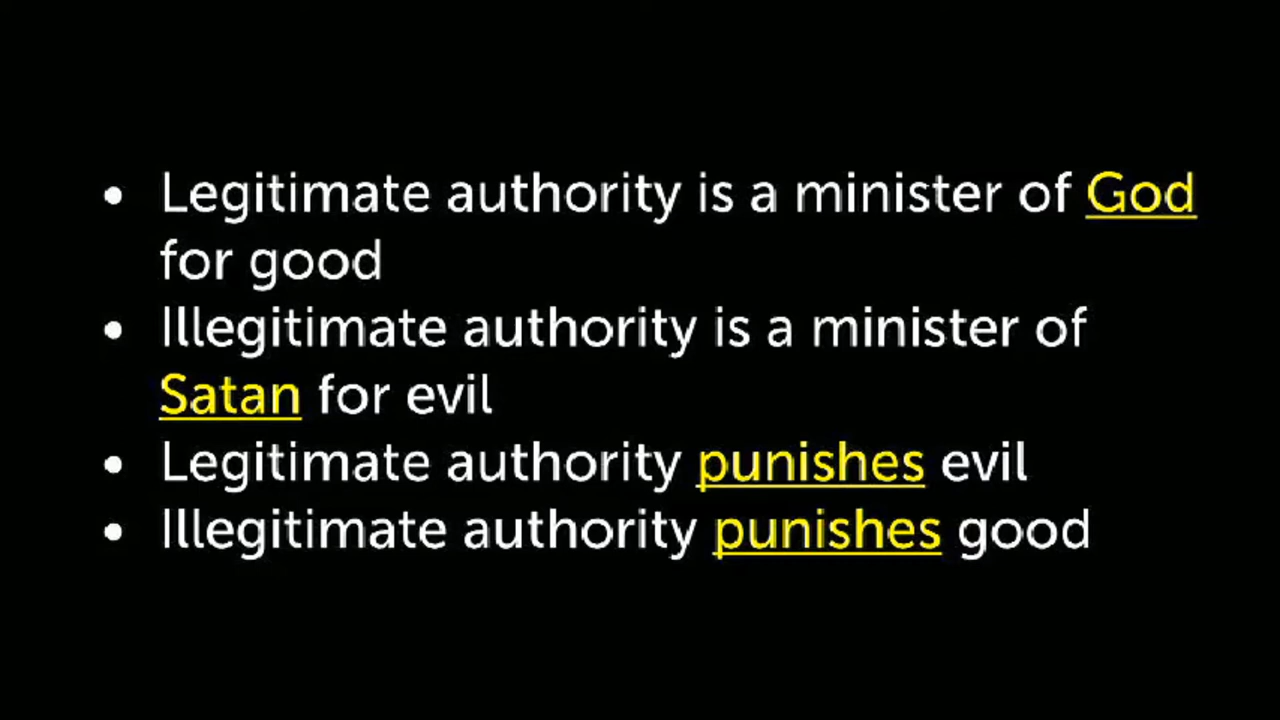 • Legitimate authority is a minister of God
for good
• Illegitimate authority is a minister of
Satan for evil
• Legitimate authority punishes evil
• Illegitimate authority punishes good